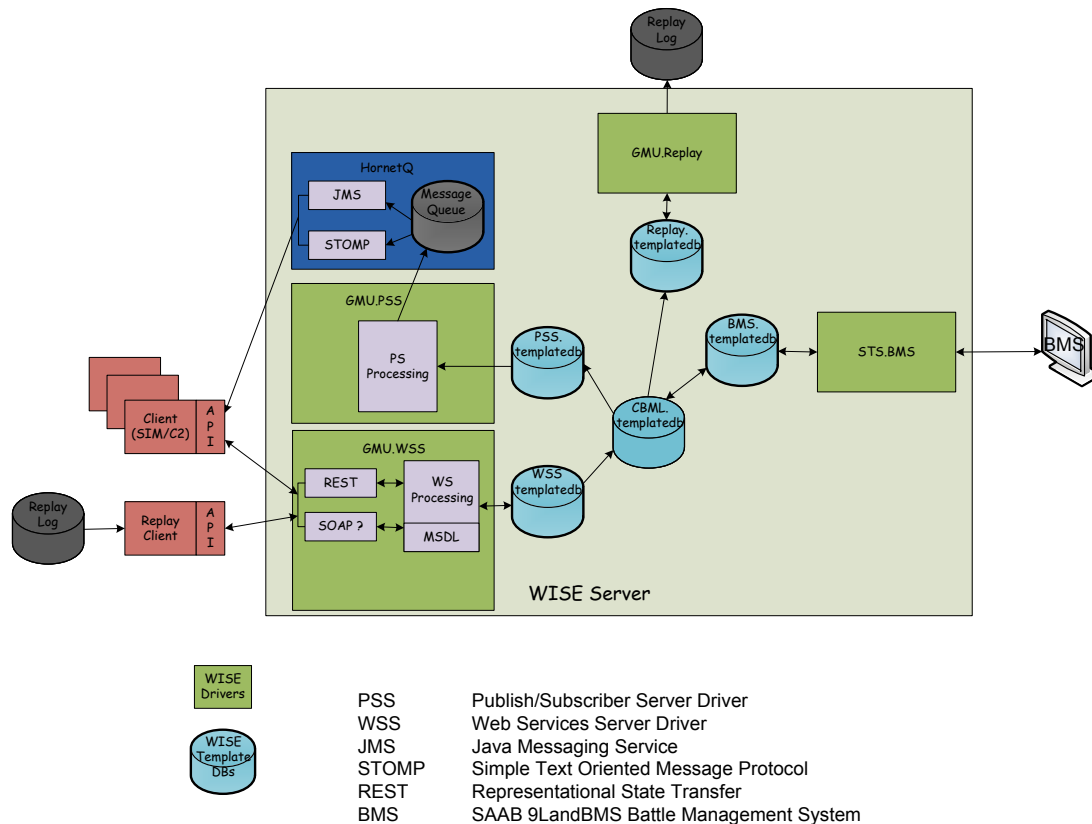 Replay
Log
GMU.Replay
HornetQ
JMS
Message
Queue
STOMP
Replay.
templatedb
GMU.PSS
PS
Processing
PSS.
templatedb
BMS.
templatedb
STS.BMS
BMS
Client
(SIM/C2)
A
P
I
CBML.
templatedb
GMU.WSS
REST
WS
Processing
SOAP ?
MSDL
WSS
templatedb
Replay
Log
Replay
Client
A
P
I
WISE Server
WISE
Drivers
WISE
Template
DBs
PSS Publish/Subscriber Server Driver
WSS Web Services Server Driver
JMS Java Messaging Service
STOMP Simple Text Oriented Message Protocol
REST Representational State Transfer
BMS SAAB 9LandBMS Battle Management System